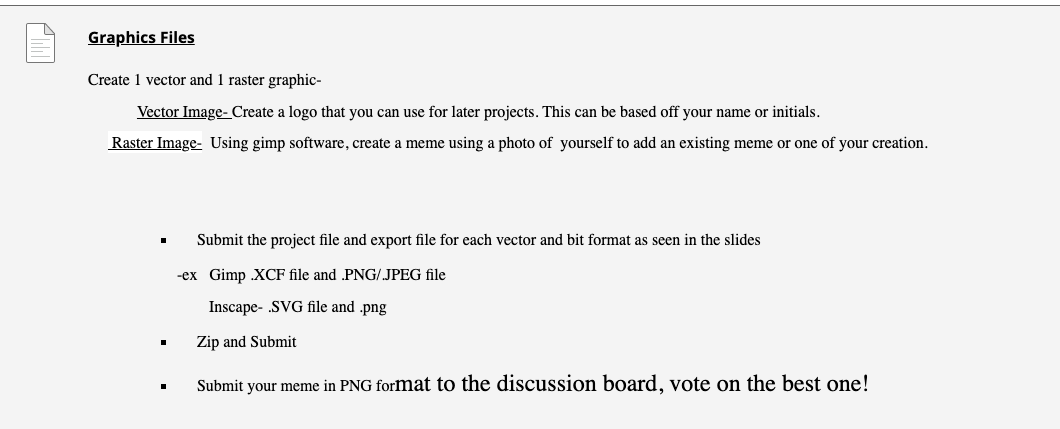 Graphics Files
Create 1 vector and 1 raster graphic-
Vector Image- Create a logo that you can use for later projects. This can be based off your name or initials.
Raster Image- Using gimp software, create a meme using a photo of yourself to add an existing meme or one of your creation.
▪ Submit the project file and export file for each vector and bit format as seen in the slides
-ex Gimp .XCF file and .PNG/.JPEG file
Inscape- .SVG file and .png
▪ Zip and Submit
▪ Submit your meme in PNG format to the discussion board, vote on the best one!